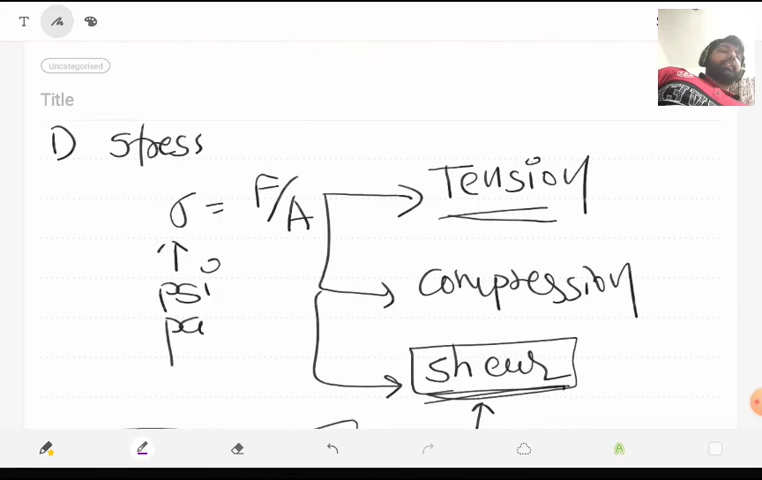 T
Uncategorised
Title
1) stress
σ = F/A
Tension
psi
compression
pa
shear
A